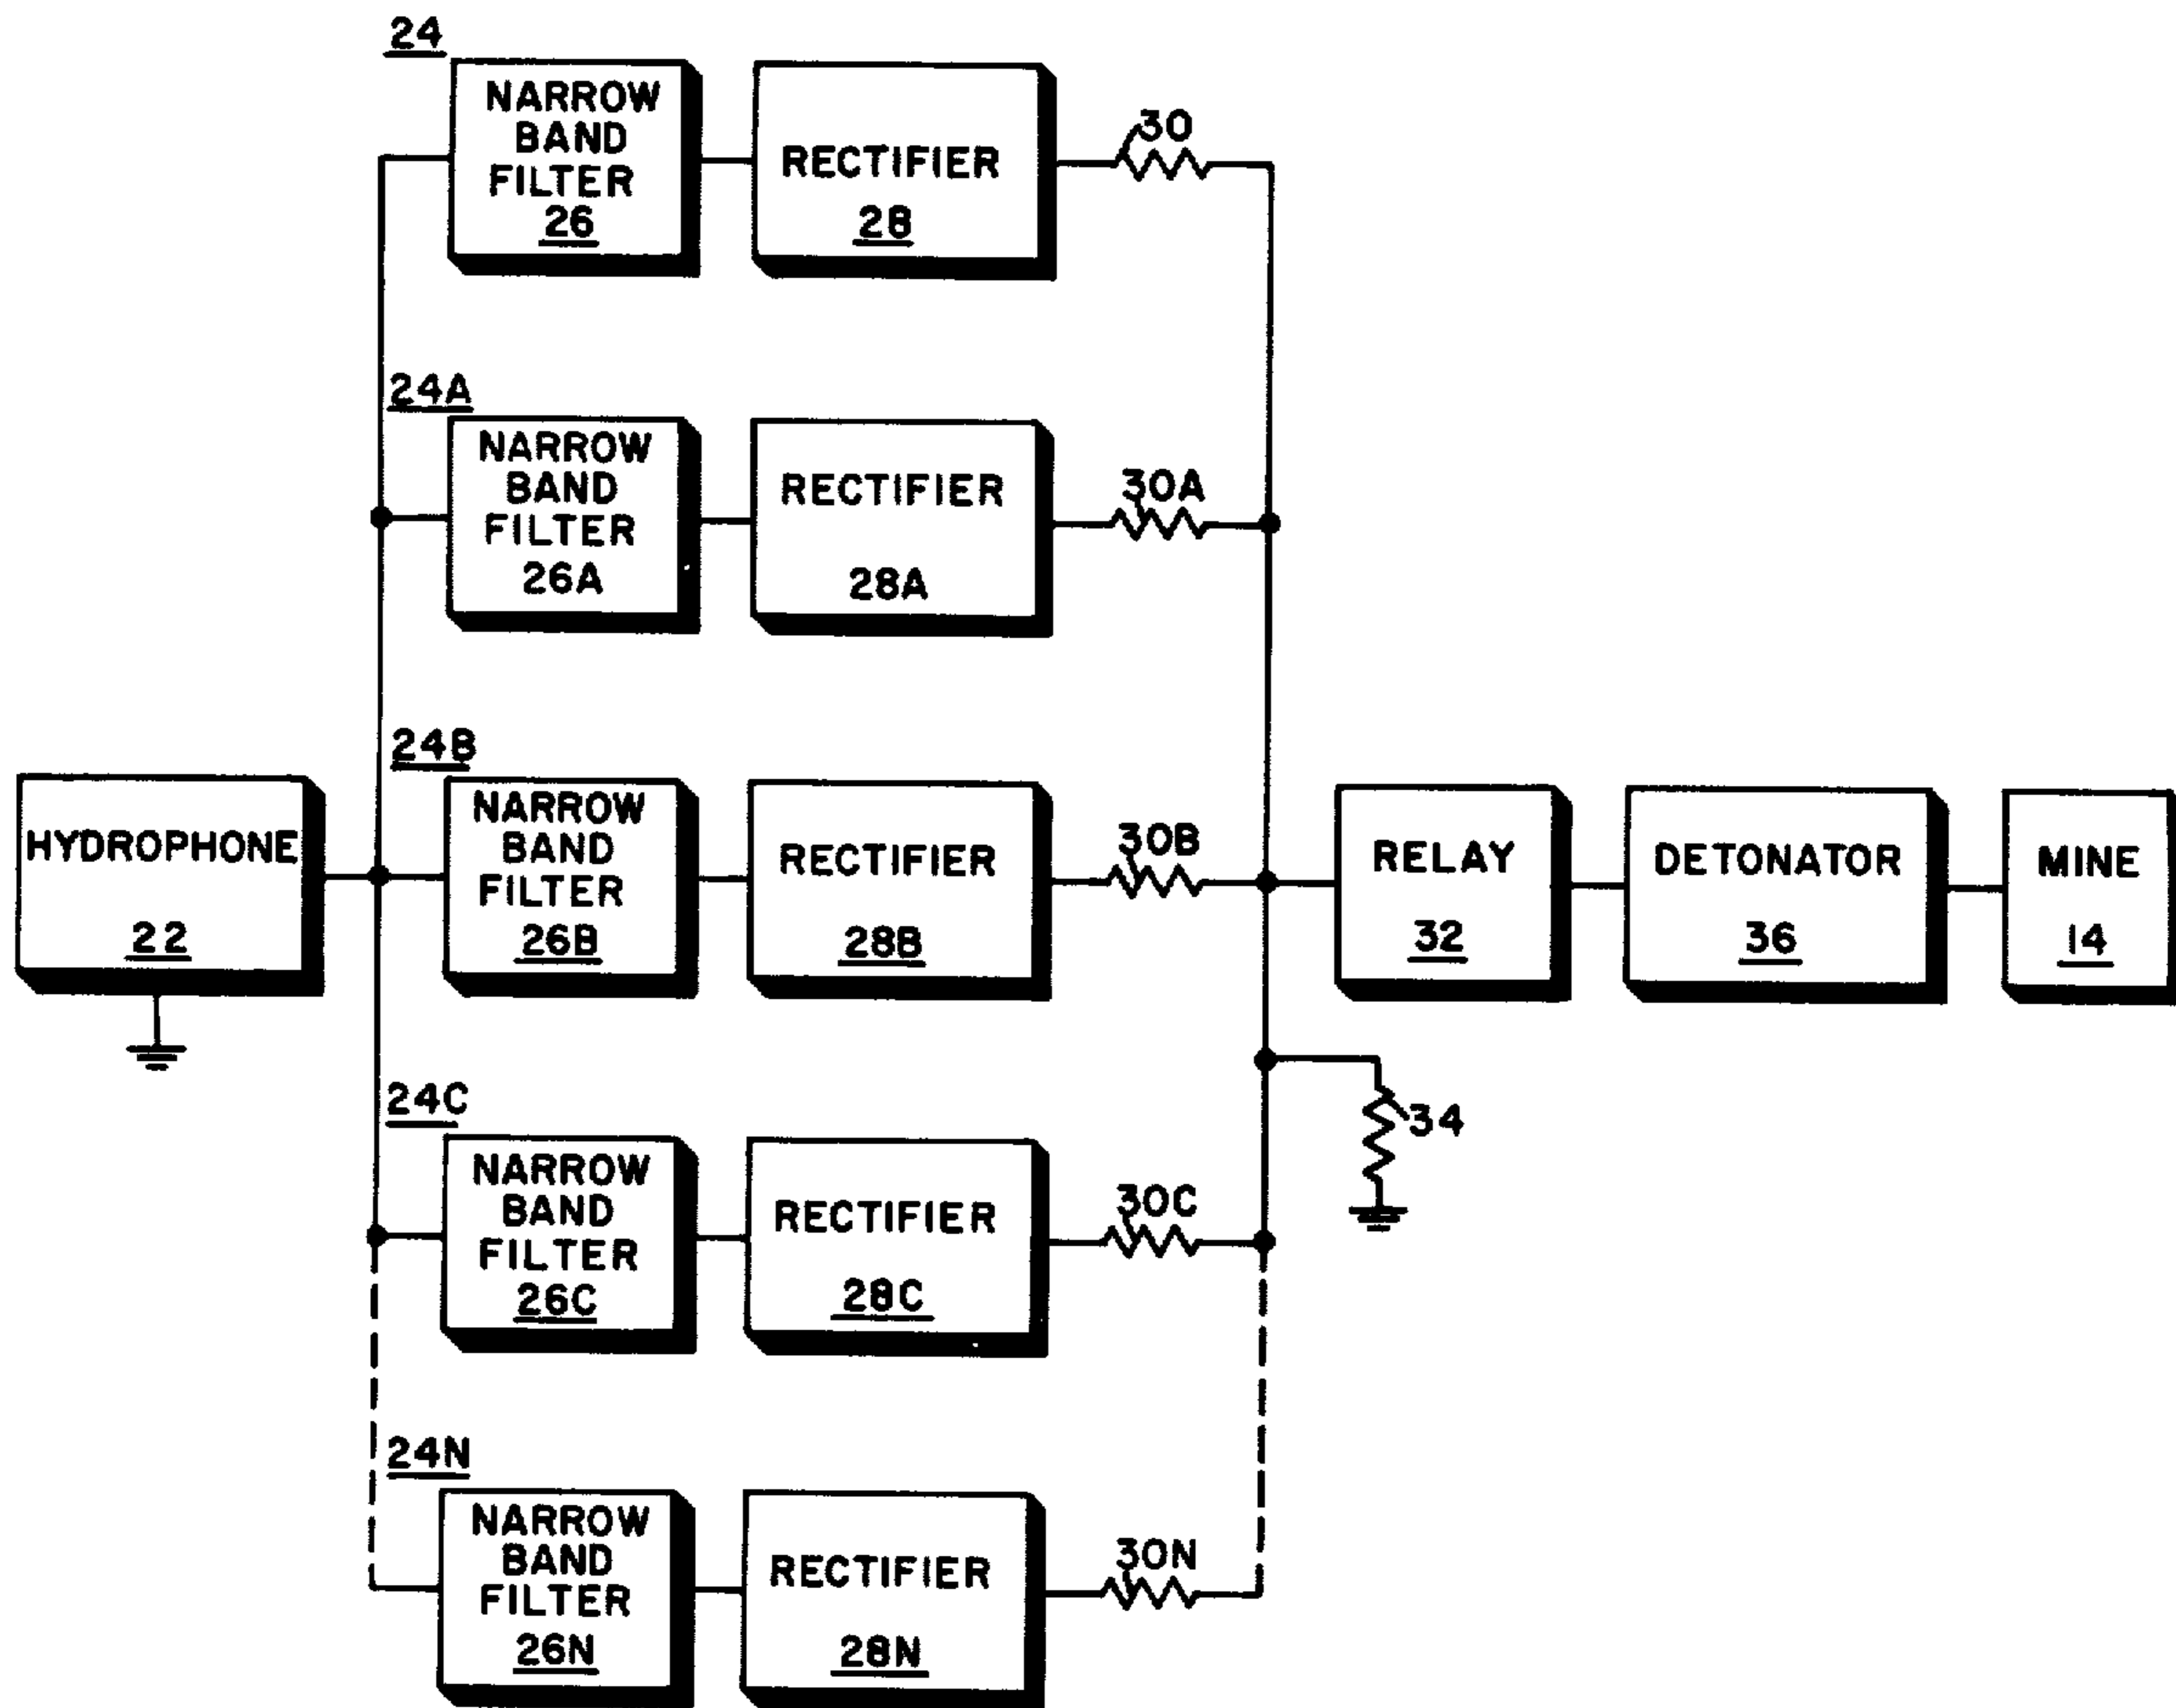 24
NARROW
BAND
FILTER
26
RECTIFIER
28
30
24A
NARROW
BAND
FILTER
26A
RECTIFIER
28A
30A
HYDROPHONE
22
24B
NARROW
BAND
FILTER
26B
RECTIFIER
28B
30B
RELAY
32
DETONATOR
36
MINE
14
34
24C
NARROW
BAND
FILTER
26C
RECTIFIER
28C
30C
24N
NARROW
BAND
FILTER
26N
RECTIFIER
28N
30N